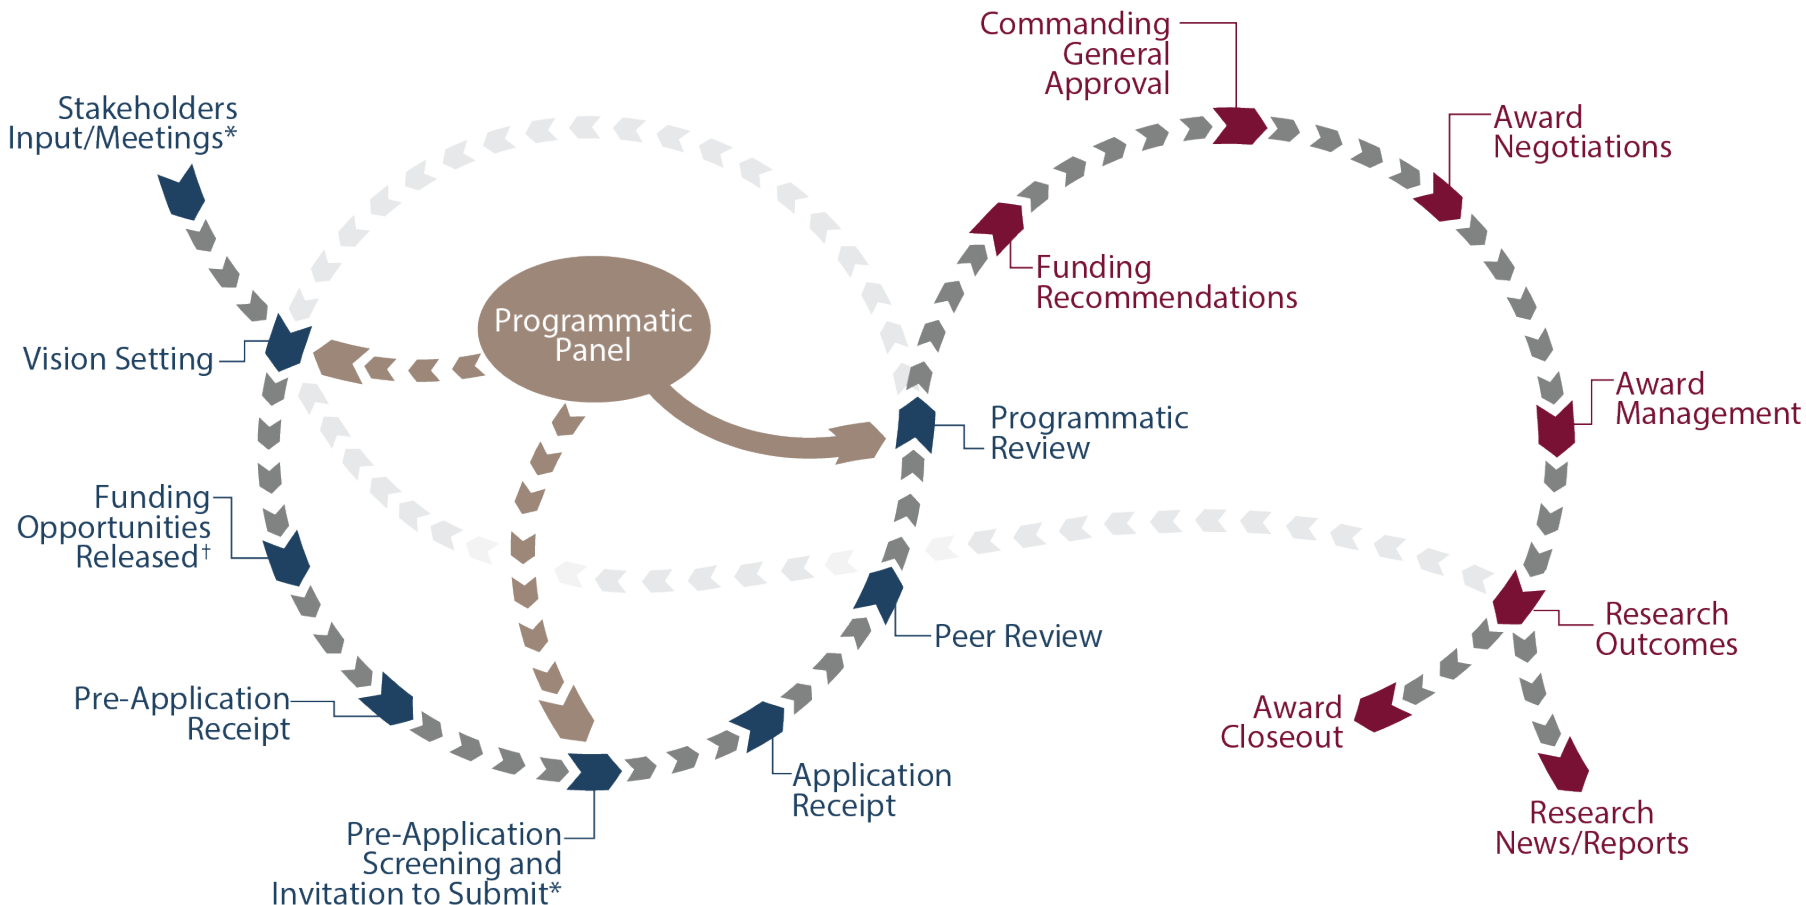 Commanding
General
Approval
Stakeholders
Input/Meetings*
Award
Negotiations
Funding
Recommendations
Programmatic
Panel
Vision Setting
Award
Management
Programmatic
Review
Funding
Opportunities
Released†
Research
Outcomes
Peer Review
Pre-Application
Receipt
Award
Closeout
Application
Receipt
Research
News/Reports
Pre-Application
Screening and
Invitation to Submit*